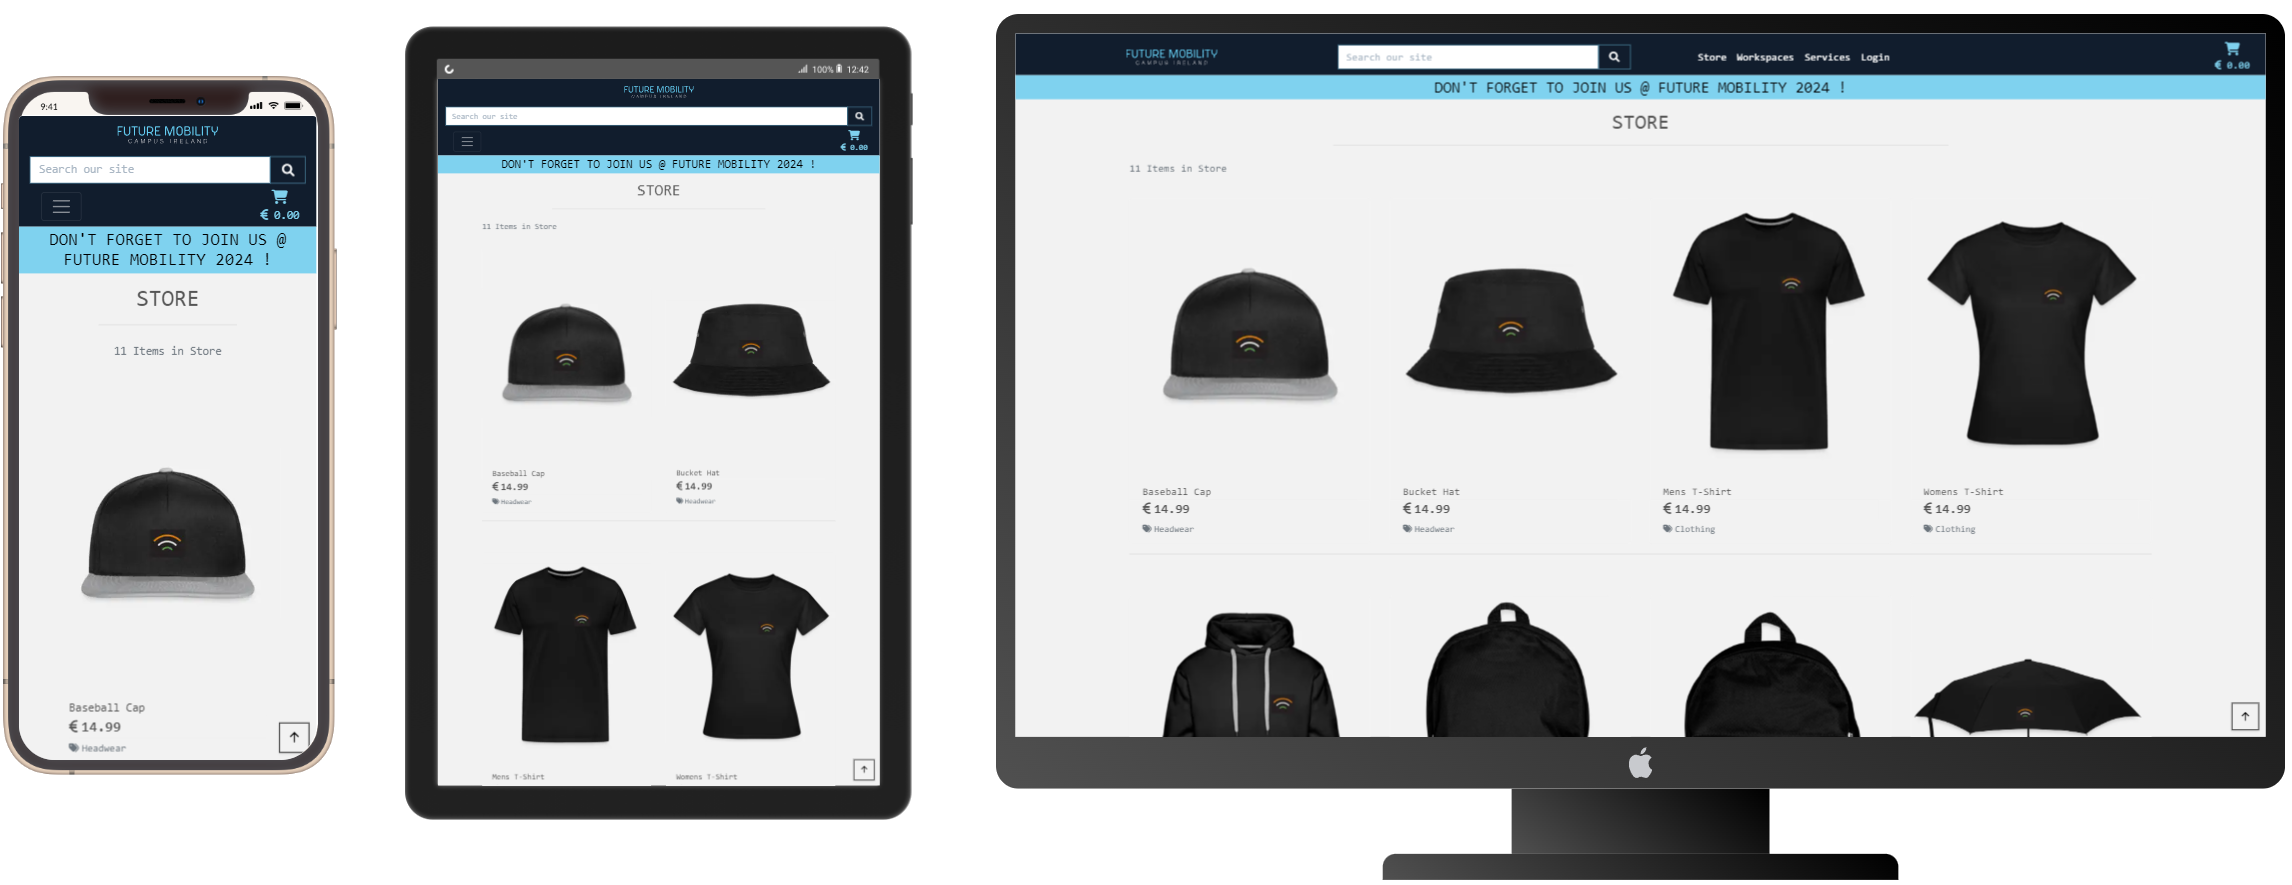 9:41
FUTURE MOBILITY
CAMPUS IRELAND
Search our site
€ 0.00
DON'T FORGET TO JOIN US @
FUTURE MOBILITY 2024 !
STORE
11 Items in Store
Baseball Cap
€14.99
Headwear
100% 12:42
FUTURE MOBILITY
CAMPUS IRELAND
Search our site
€ 0.00
DON'T FORGET TO JOIN US @ FUTURE MOBILITY 2024 !
STORE
11 Items in Store
Baseball Cap Bucket Hat
€14.99 €14.99
Headwear Headwear
Mens T-Shirt Womens T-Shirt
FUTURE MOBILITY
CAMPUS IRELAND
Search our site Store Workspaces Services Login
€ 0.00
DON'T FORGET TO JOIN US @ FUTURE MOBILITY 2024 !
STORE
11 Items in Store
Baseball Cap Bucket Hat Mens T-Shirt Womens T-Shirt
€14.99 €14.99 €14.99 €14.99
Headwear Headwear Clothing Clothing